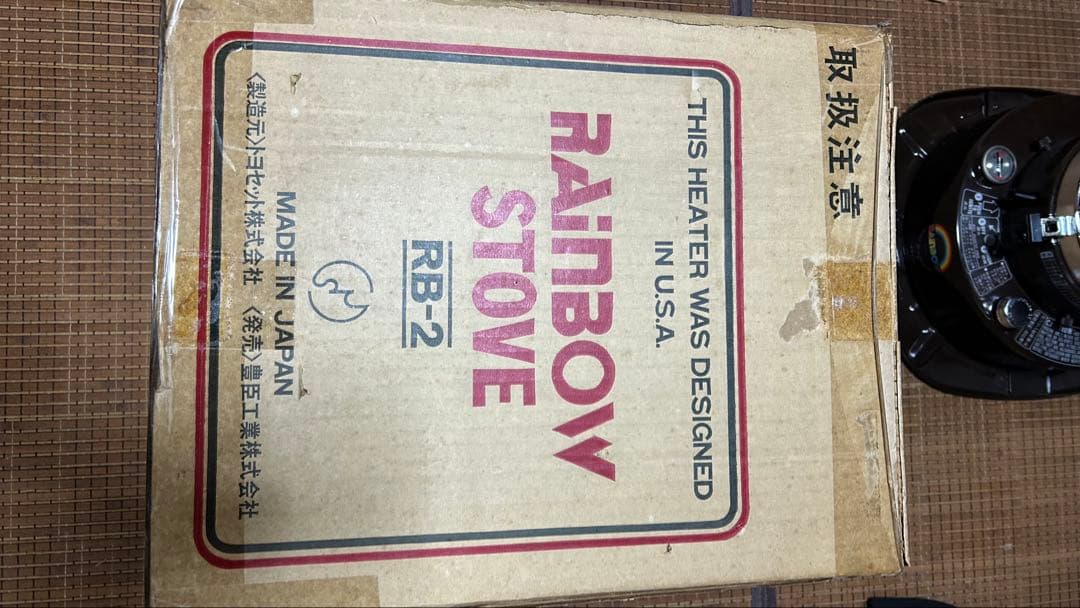 取扱注意
THIS HEATER WAS DESIGNED
IN U.S.A.
RAINBOW
STOVE
RB-2
MADE IN JAPAN
〈製造元〉トヨセット株式会社 〈発売〉豊臣工業株式会社